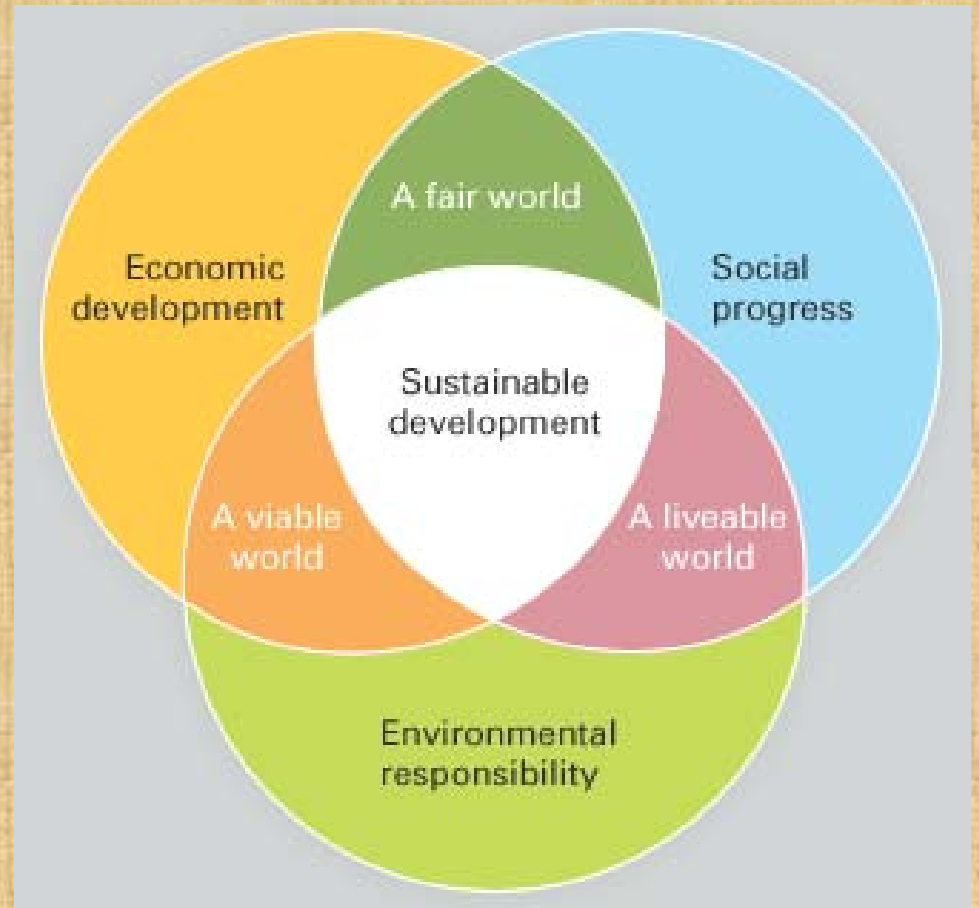 A fair world
Economic
development
Social
progress
Sustainable
development
A viable
world
A liveable
world
Environmental
responsibility